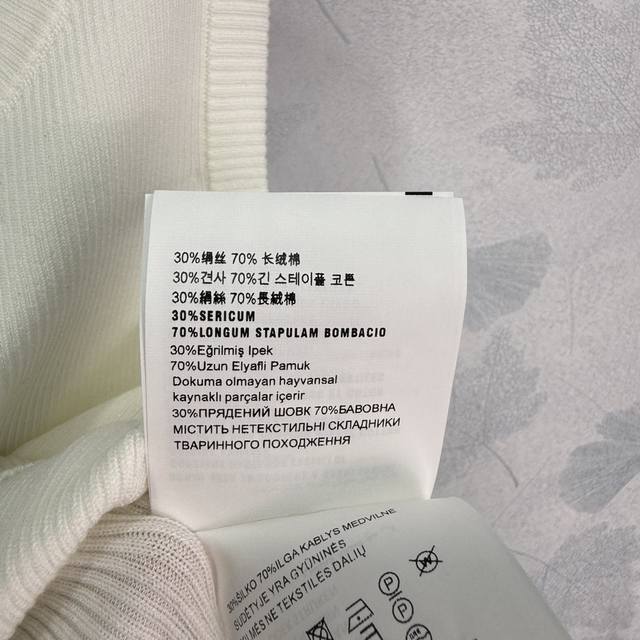 30%绢丝 70% 长绒棉
30%견사 70%긴 스테이플 코튼
30%絹絲 70%長絨棉
30%SERICUM
70%LONGUM STAPULAM BOMBACIO
30%Eğrilmiş Ipek
70%Uzun Elyafli Pamuk
Dokuma olmayan hayvansal
kaynaklı parçalar içerir
30%ПРЯДЕНИЙ ШОВК 70%БАВОВНА
МІСТИТЬ НЕТЕКСТИЛЬНІ СКЛАДНИКИ
ТВАРИННОГО ПОХОДЖЕННЯ
30%ŠILKO 70%ILGA KABLYS MEDVILNE
SUDĖTYJE YRA GYŪNINĖS
KILMĖS NE TEKSTILĖS DALIŲ
W
P
P